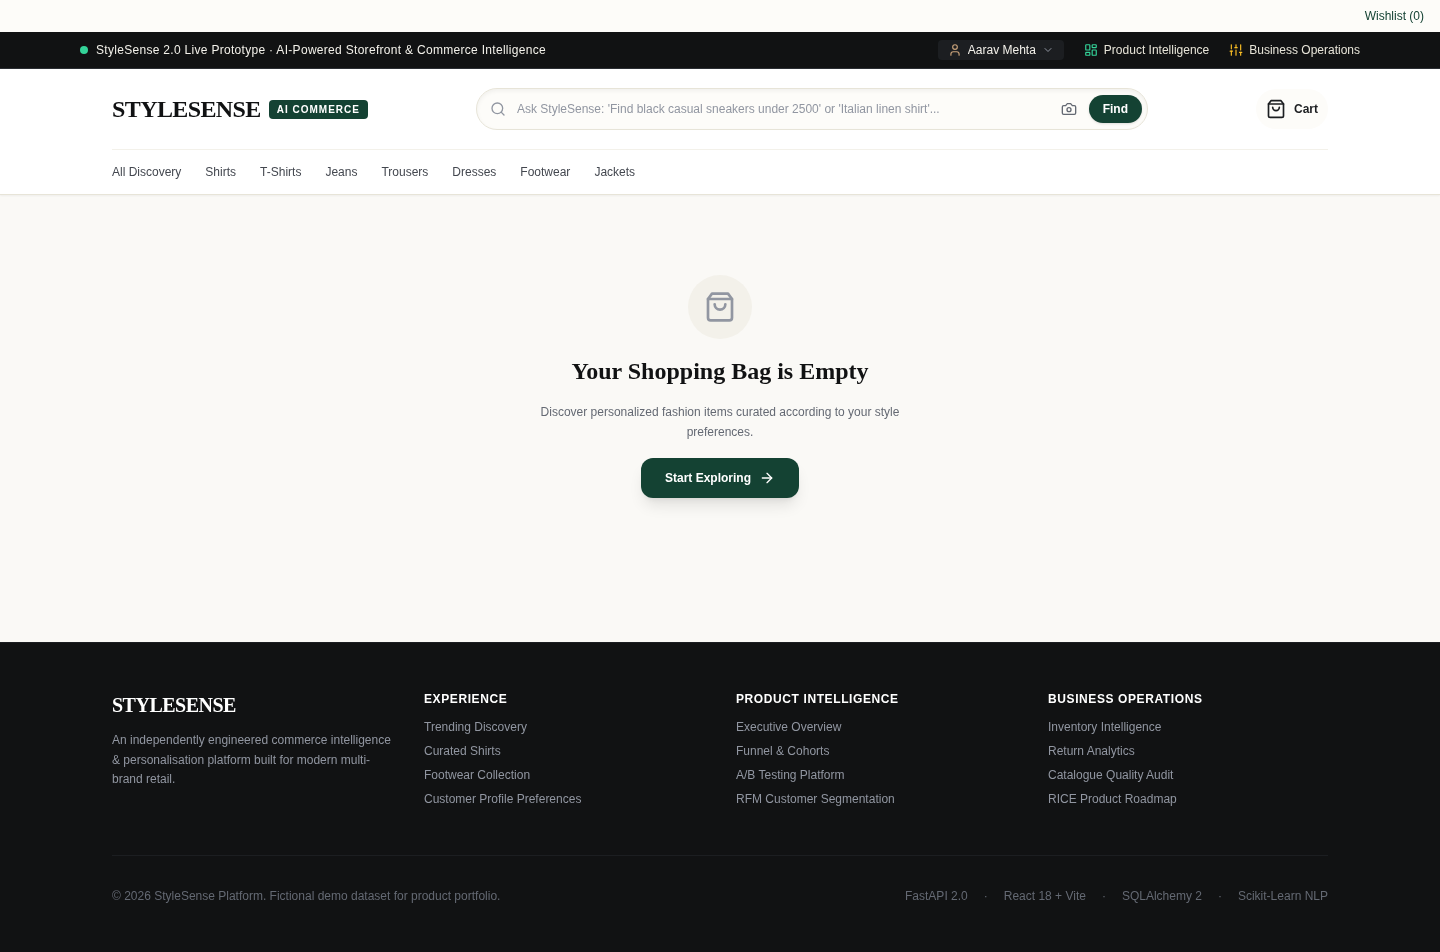 Wishlist (0)
StyleSense 2.0 Live Prototype · AI-Powered Storefront & Commerce Intelligence
Aarav Mehta
Product Intelligence
Business Operations
STYLESENSE
AI COMMERCE
Ask StyleSense: 'Find black casual sneakers under 2500' or 'Italian linen shirt'...
Find
Cart
All Discovery
Shirts
T-Shirts
Jeans
Trousers
Dresses
Footwear
Jackets
Your Shopping Bag is Empty
Discover personalized fashion items curated according to your style
preferences.
Start Exploring
STYLESENSE
An independently engineered commerce intelligence
& personalisation platform built for modern multi-
brand retail.
EXPERIENCE
Trending Discovery
Curated Shirts
Footwear Collection
Customer Profile Preferences
PRODUCT INTELLIGENCE
Executive Overview
Funnel & Cohorts
A/B Testing Platform
RFM Customer Segmentation
BUSINESS OPERATIONS
Inventory Intelligence
Return Analytics
Catalogue Quality Audit
RICE Product Roadmap
© 2026 StyleSense Platform. Fictional demo dataset for product portfolio.
FastAPI 2.0 · React 18 + Vite · SQLAlchemy 2 · Scikit-Learn NLP